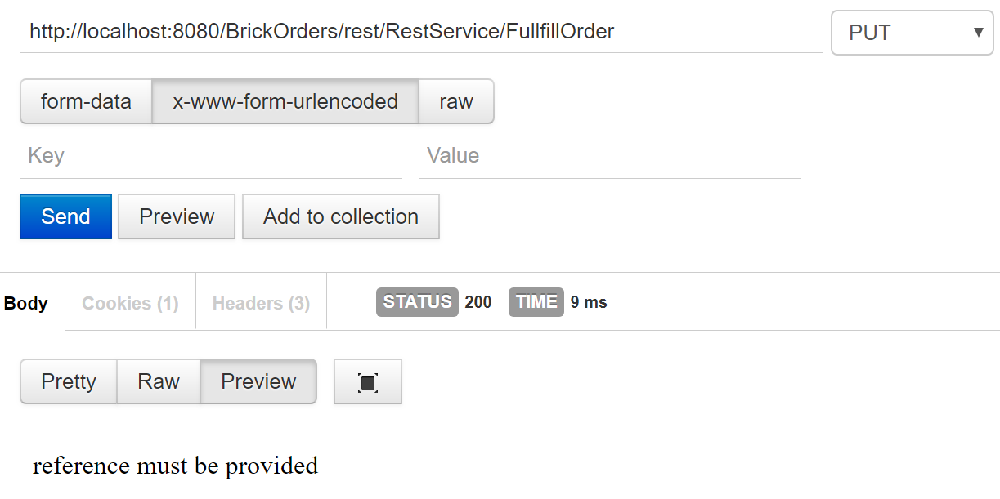 http://localhost:8080/BrickOrders/rest/RestService/FullfillOrder PUT
form-data x-www-form-urlencoded raw
Key Value
Send Preview Add to collection
Body Cookies (1) Headers (3) STATUS 200 TIME 9 ms
Pretty Raw Preview
reference must be provided